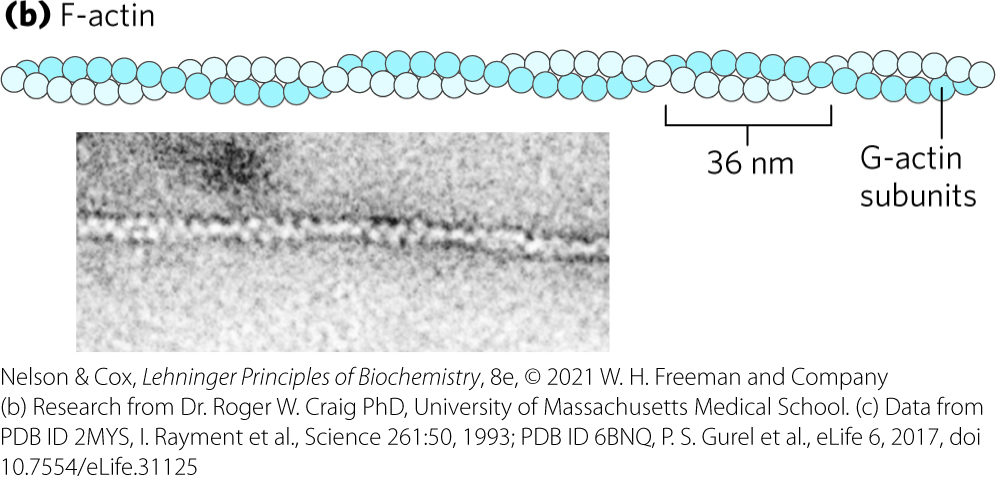 (b) F-actin
36 nm
G-actin
subunits
Nelson & Cox, Lehninger Principles of Biochemistry, 8e, © 2021 W. H. Freeman and Company
(b) Research from Dr. Roger W. Craig PhD, University of Massachusetts Medical School. (c) Data from
PDB ID 2MYS, I. Rayment et al., Science 261:50, 1993; PDB ID 6BNQ, P. S. Gurel et al., eLife 6, 2017, doi
10.7554/eLife.31125